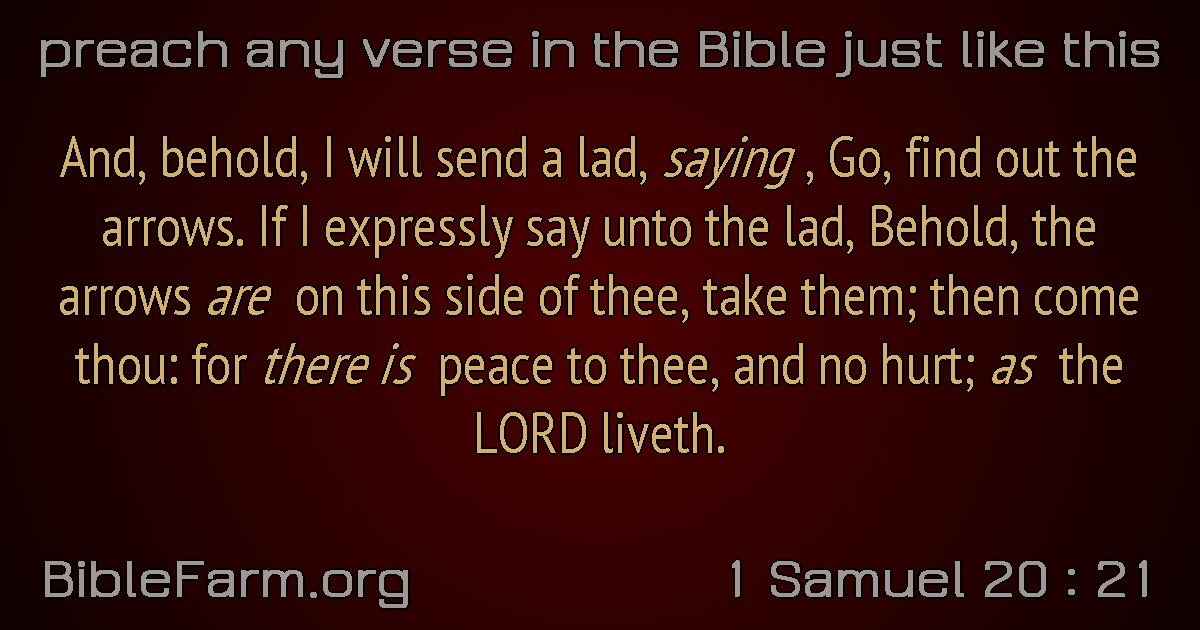 preach any verse in the Bible just like this
And, behold, I will send a lad, saying , Go, find out the
arrows. If I expressly say unto the lad, Behold, the
arrows are on this side of thee, take them; then come
thou: for there is peace to thee, and no hurt; as the
LORD liveth.
BibleFarm.org
1 Samuel 20 : 21